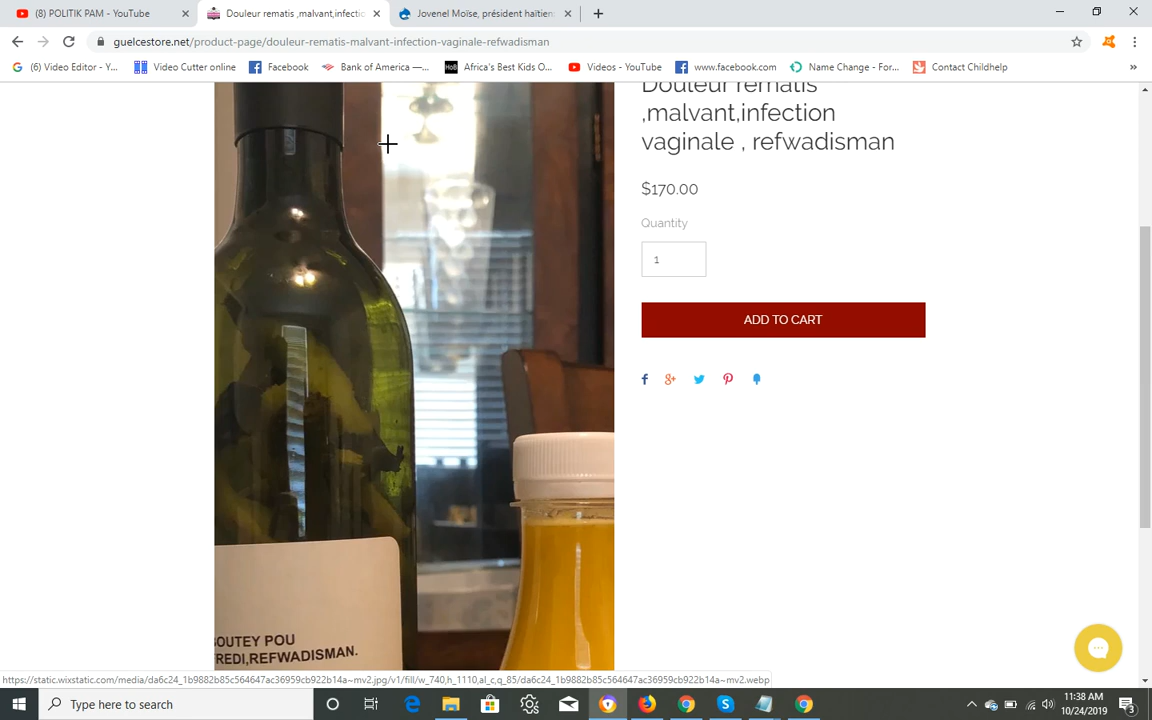 (8) POLITIK PAM - YouTube
Douleur rematis ,malvant,infectio
Jovenel Moïse, président haïtien
guelcestore.net/product-page/douleur-rematis-malvant-infection-vaginale-refwadisman
(6) Video Editor - Y...
Video Cutter online
Facebook
Bank of America —...
HoB
Africa's Best Kids O...
Videos - YouTube
www.facebook.com
Name Change - For...
Contact Childhelp
Douleur rematis
,malvant,infection
vaginale , refwadisman
$170.00
Quantity
1
ADD TO CART
OUTEY POU
FREDI,REFWADISMAN.
https://static.wixstatic.com/media/da6c24_1b9882b85c564647ac36959cb922b14a~mv2.jpg/v1/fill/w_740,h_1110,al_c,q_85/da6c24_1b9882b85c564647ac36959cb922b14a~mv2.webp
Type here to search
11:38 AM
10/24/2019
3